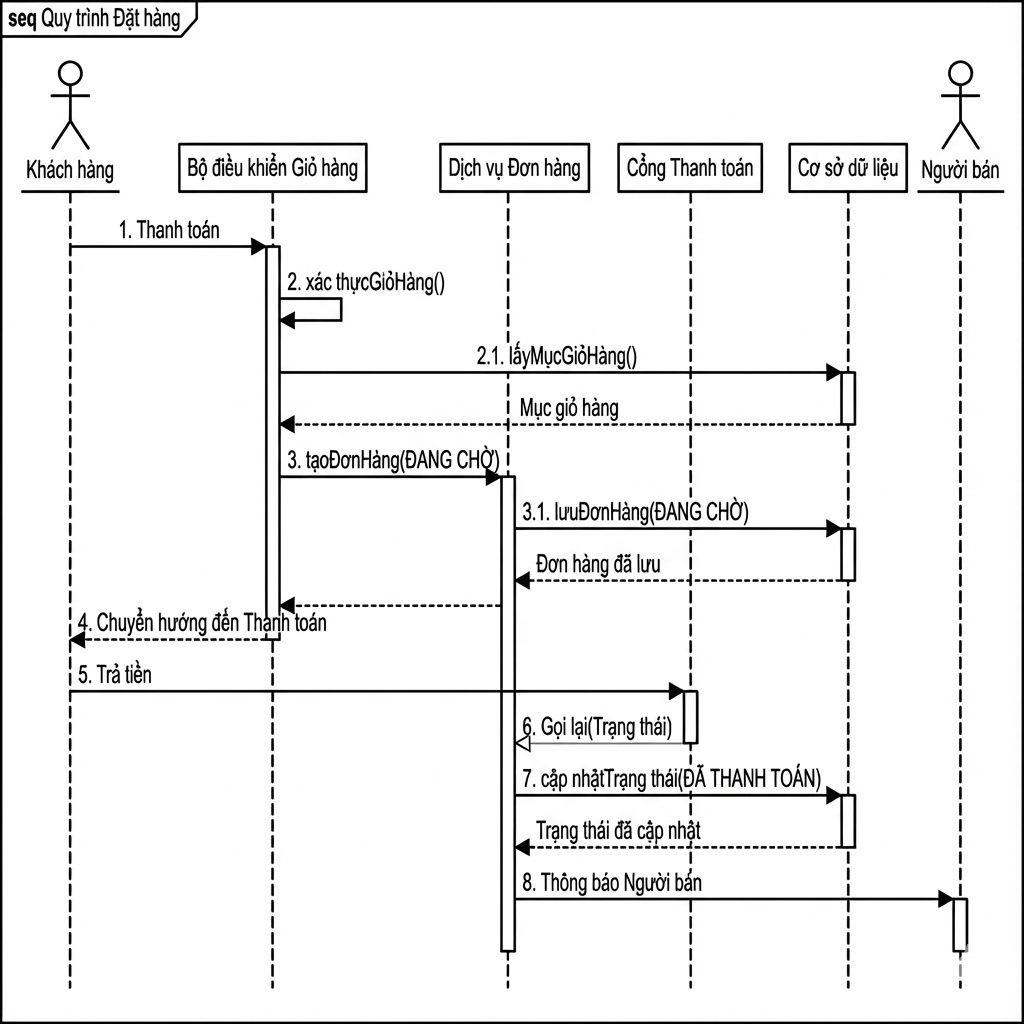 seq Quy trình Đặt hàng
Khách hàng
Bộ điều khiển Giỏ hàng
Dịch vụ Đơn hàng
Cổng Thanh toán
Cơ sở dữ liệu
Người bán
1. Thanh toán
2. xác thựcGiỏHàng()
2.1. lấyMụcGiỏHàng()
Mục giỏ hàng
3. tạoĐơnHàng(ĐANG CHỜ)
3.1. lưuĐơnHàng(ĐANG CHỜ)
Đơn hàng đã lưu
4. Chuyển hướng đến Thanh toán
5. Trả tiền
6. Gọi lại(Trạng thái)
7. cập nhậtTrạng thái(ĐÃ THANH TOÁN)
Trạng thái đã cập nhật
8. Thông báo Người bán